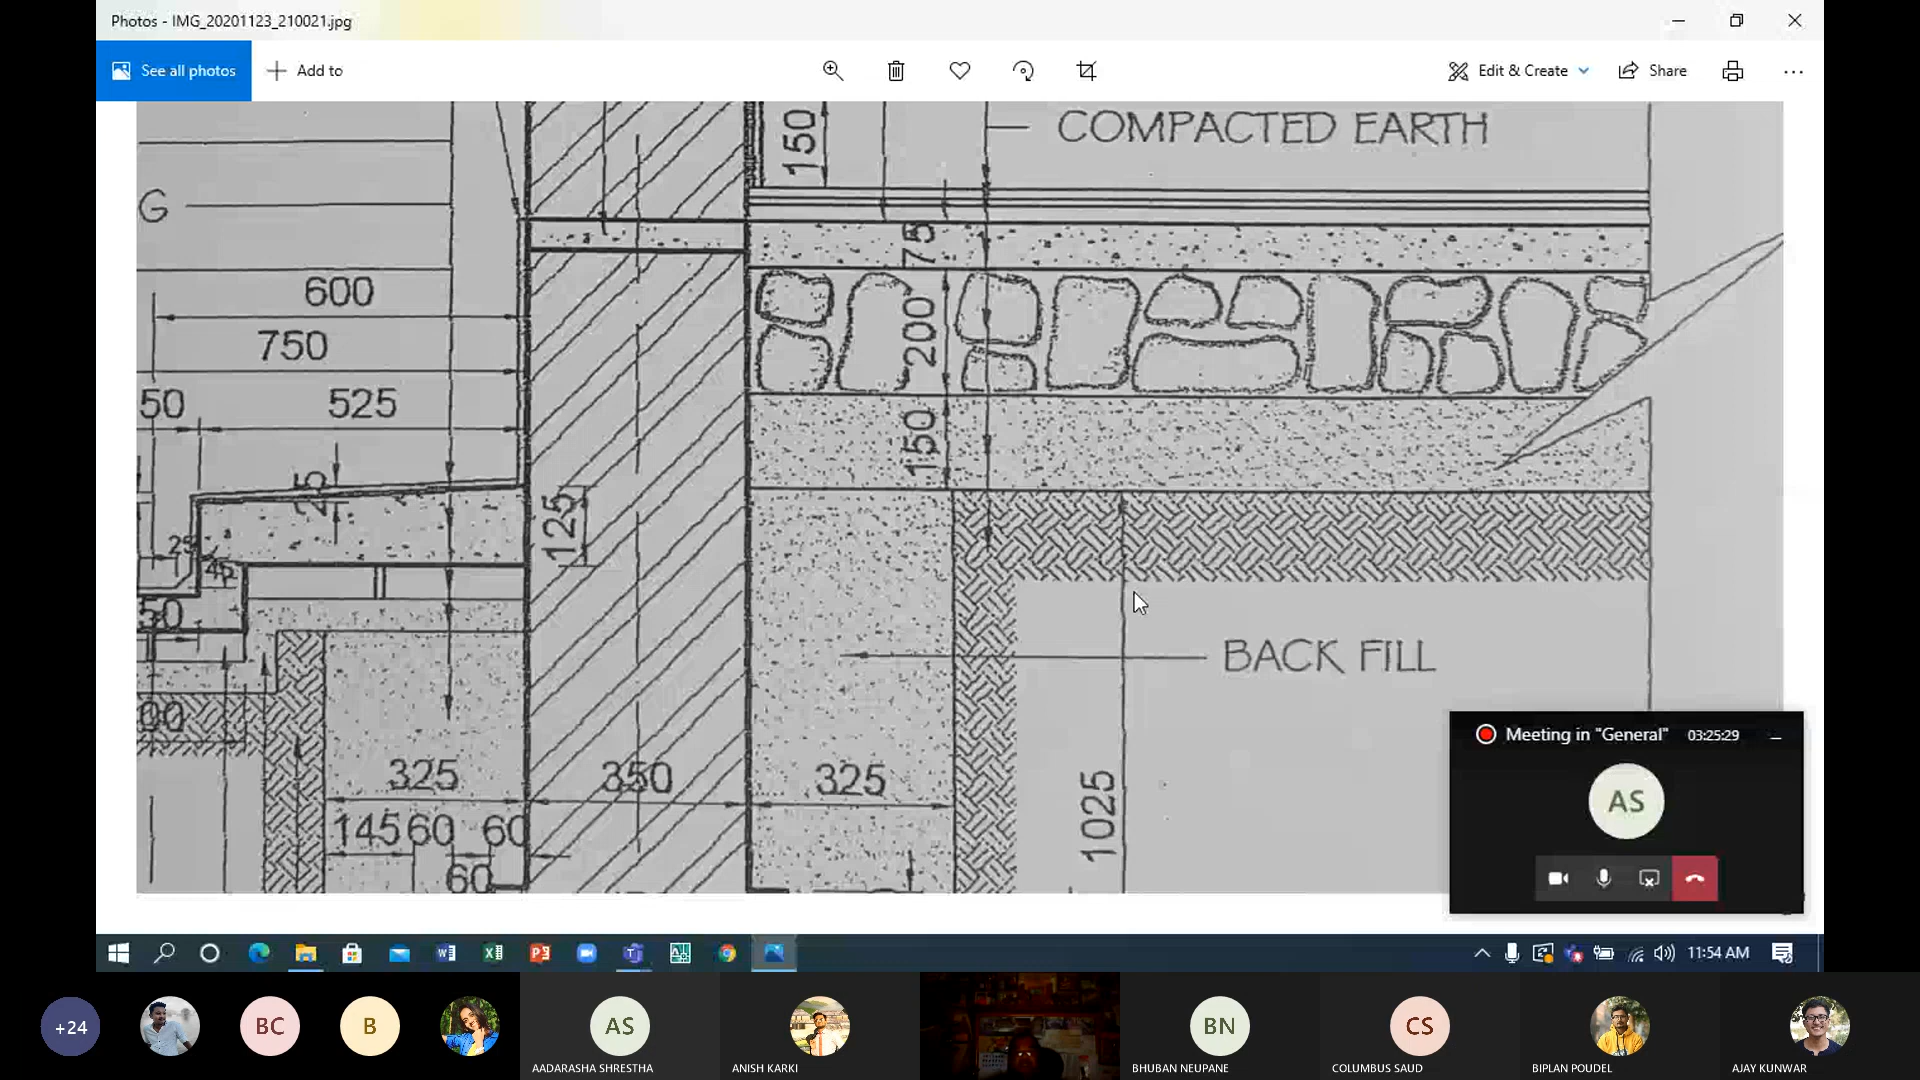 Photos - IMG_20201123_210021.jpg
See all photos
Add to
Edit & Create
Share
COMPACTED EARTH
150
G
75
600
200
750
50
525
150
25
125
25
45
50
BACK FILL
00
325
350
325
1025
145
60
60
60
Meeting in "General"
03:25:29
AS
11:54 AM
+24
BC
B
AS
BN
CS
AADARASHA SHRESTHA
ANISH KARKI
BHUBAN NEUPANE
COLUMBUS SAUD
BIPLAN POUDEL
AJAY KUNWAR